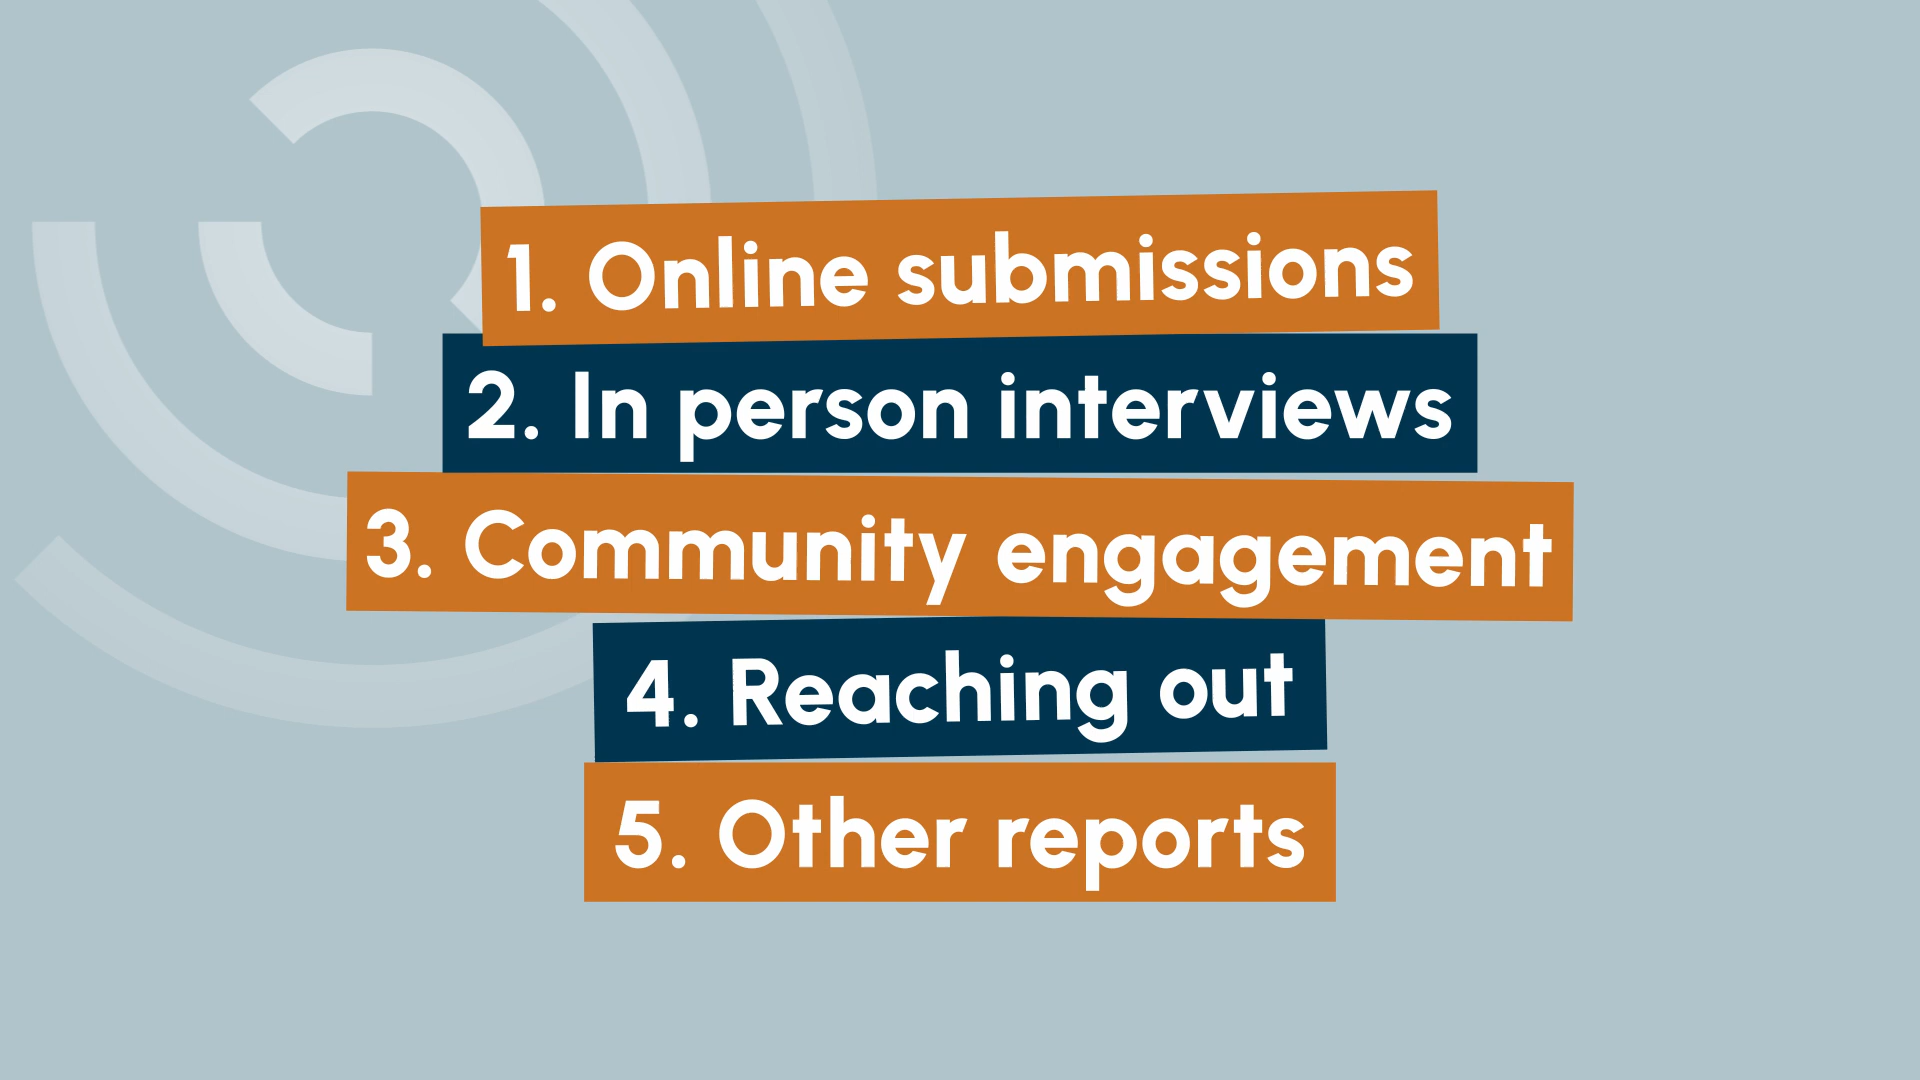 1. Online submissions
2. In person interviews
3. Community engagement
4. Reaching out
5. Other reports